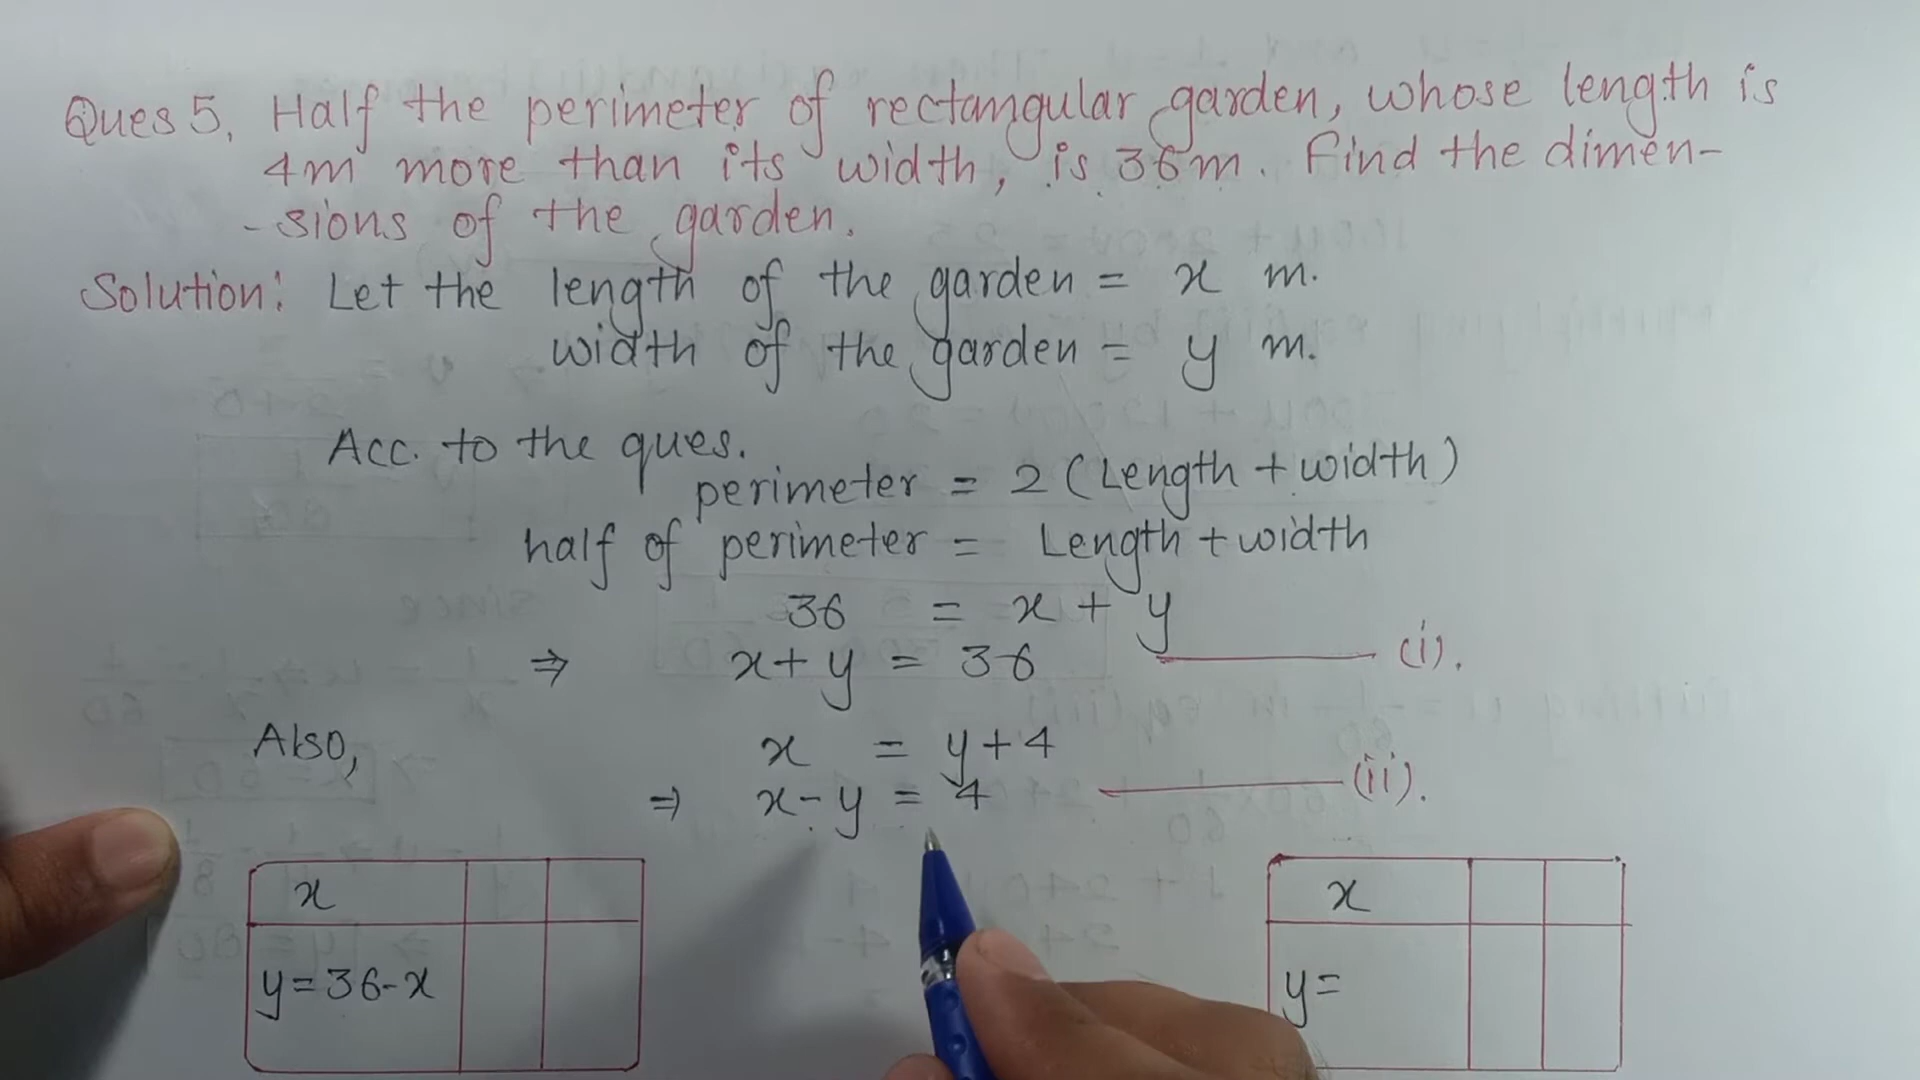 Ques 5. Half the perimeter of rectangular garden, whose length is
4m more than its width, is 36m. Find the dimen-
-sions of the garden.
Solution: Let the length of the garden = x m.
width of the garden = y m.
Acc. to the ques.
perimeter = 2 (Length + width)
half of perimeter = Length + width
36 = x + y
⇒ x + y = 36 (i).
Also, x = y + 4
⇒ x - y = 4 (ii).
x
y = 36 - x
x
y =